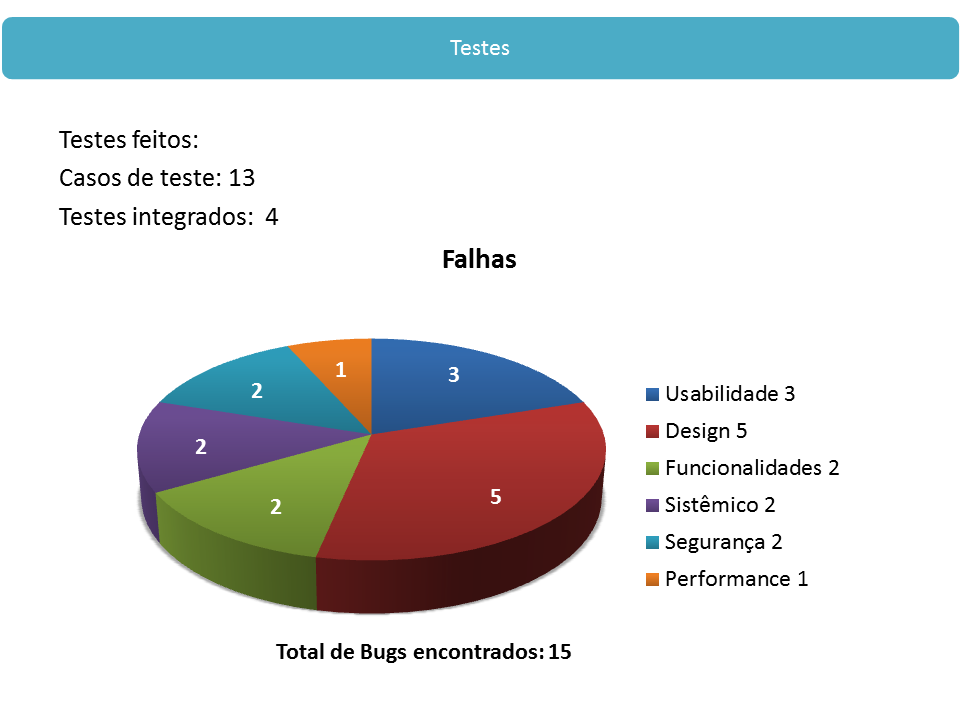 Testes
Testes feitos:
Casos de teste: 13
Testes integrados:  4
Falhas
1
3
2
2
5
2
Usabilidade 3
Design 5
Funcionalidades 2
Sistêmico 2
Segurança 2
Performance 1
Total de Bugs encontrados: 15